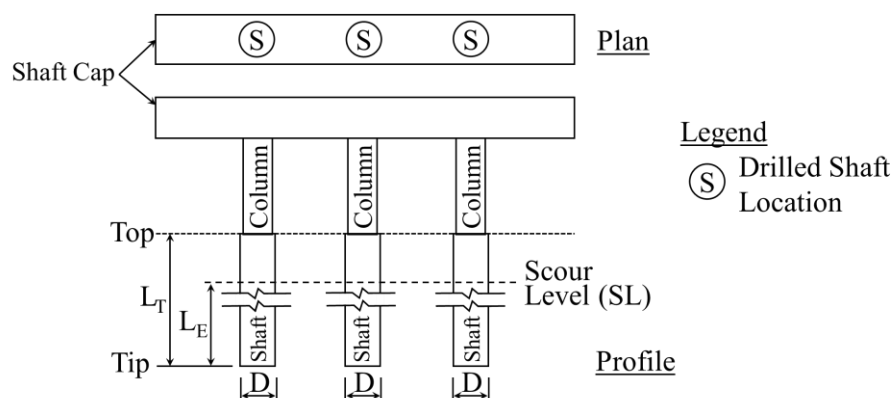 S S S
Plan
Shaft Cap
Legend
S Drilled Shaft
Location
Column Column Column
Top
Scour
Level (SL)
L_T
L_E
Shaft Shaft Shaft
Tip
Profile
D D D